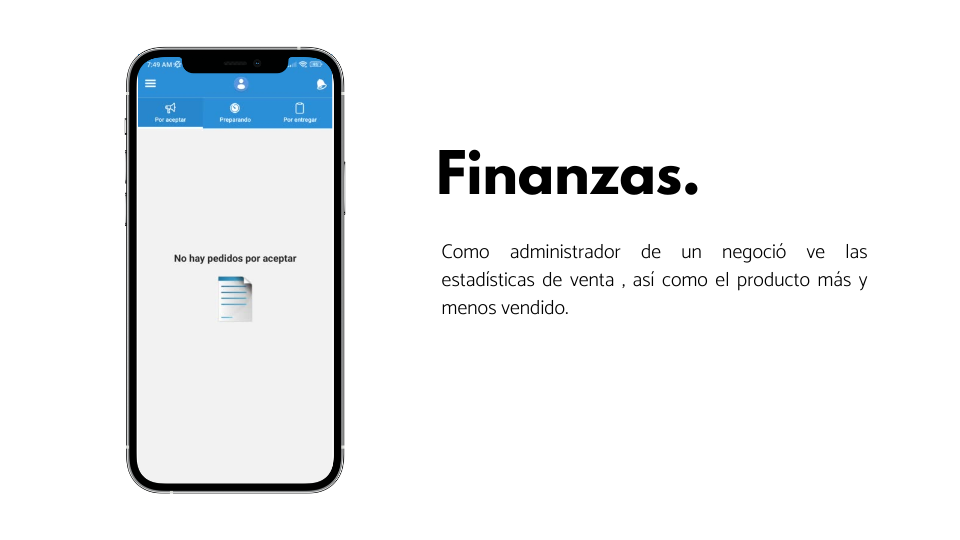 7:49 AM
Por aceptar
Preparando
Por entregar
No hay pedidos por aceptar
Finanzas.
Como administrador de un negoció ve las
estadísticas de venta , así como el producto más y
menos vendido.